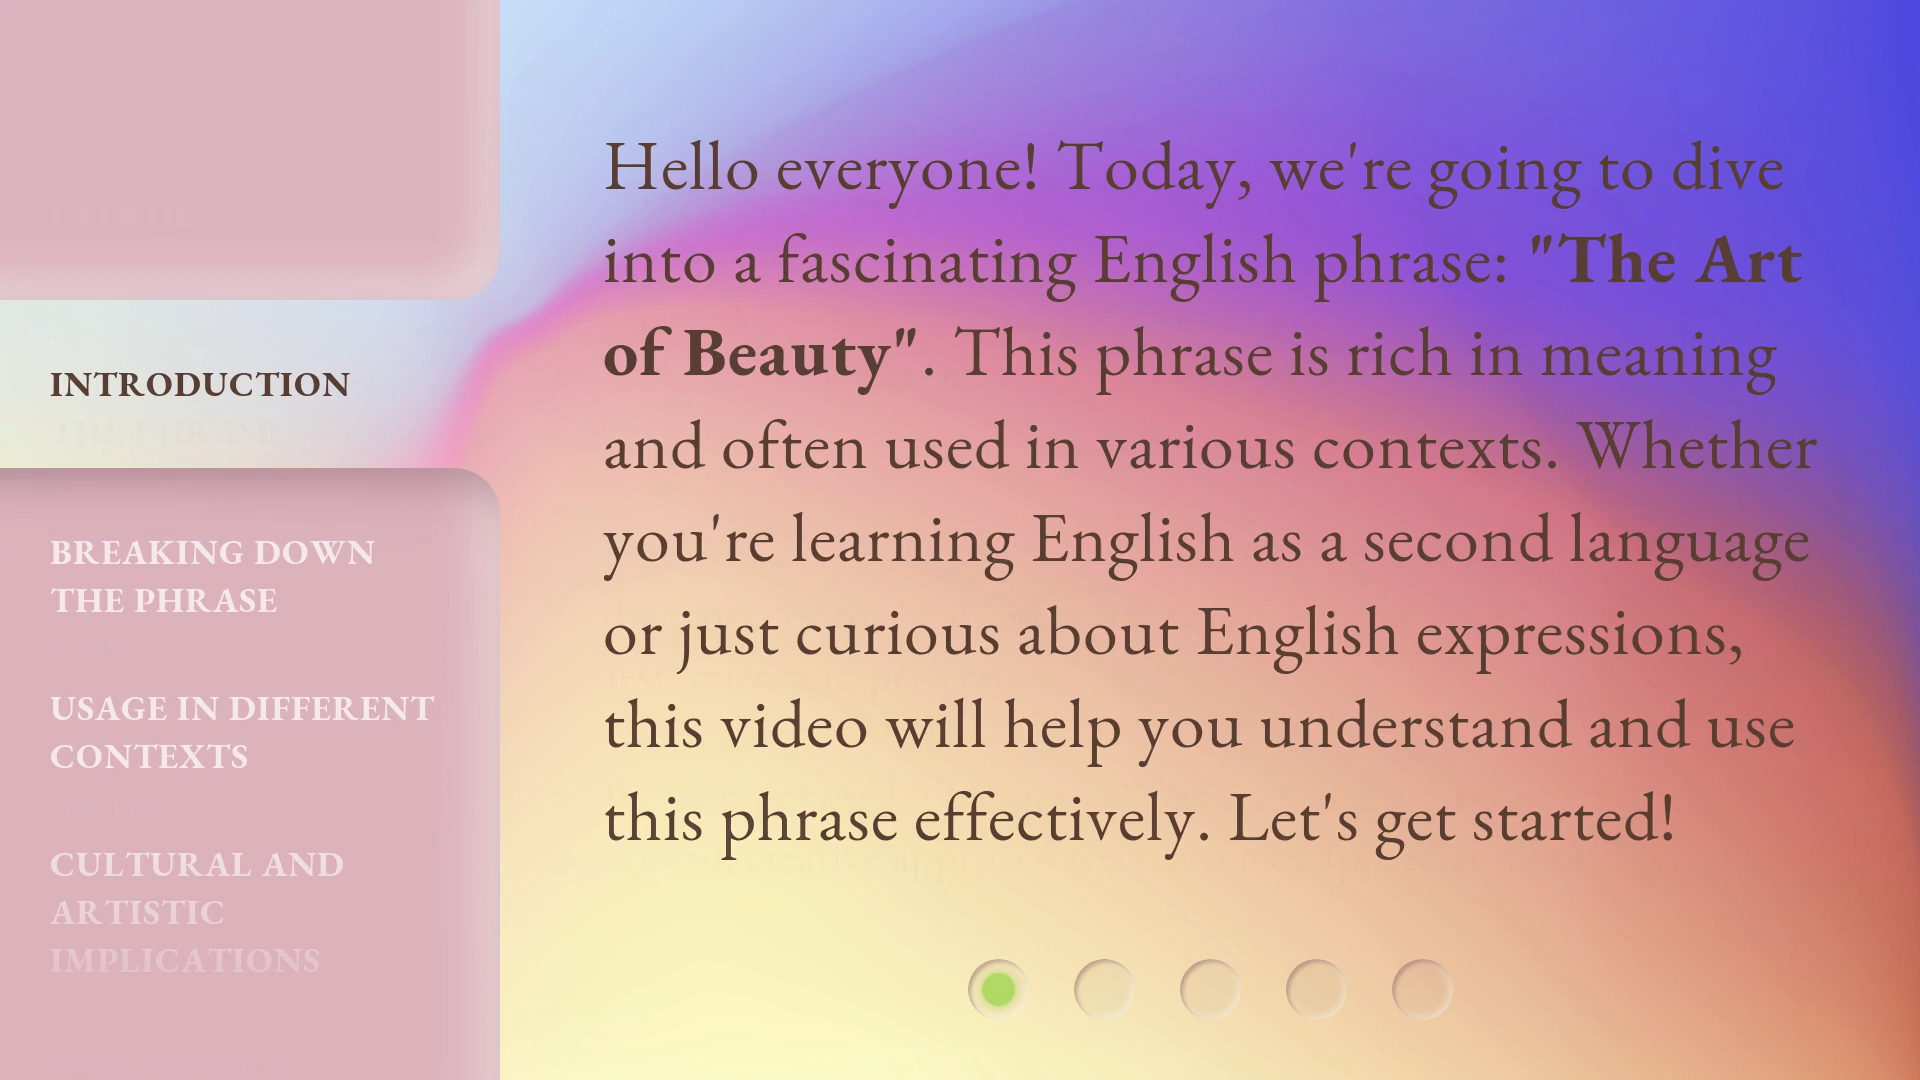 INTRODUCTION
BREAKING DOWN
THE PHRASE
USAGE IN DIFFERENT
CONTEXTS
CULTURAL AND
ARTISTIC
IMPLICATIONS
Hello everyone! Today, we're going to dive
into a fascinating English phrase: "The Art
of Beauty". This phrase is rich in meaning
and often used in various contexts. Whether
you're learning English as a second language
or just curious about English expressions,
this video will help you understand and use
this phrase effectively. Let's get started!